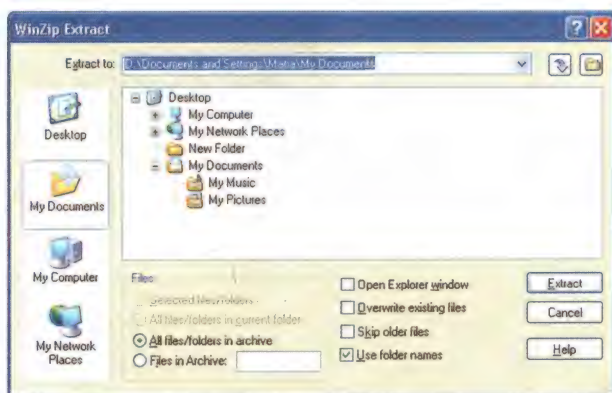 WinZip Extract
Extract to: D:\Documents and Settings\Maria\My Documents
Desktop
My Documents
My Computer
My Network
Places
Desktop
My Computer
My Network Places
New Folder
My Documents
My Music
My Pictures
Files
Selected files/folders
All files/folders in current folder
All files/folders in archive
Files in Archive:
Open Explorer window
Overwrite existing files
Skip older files
Use folder names
Extract
Cancel
Help